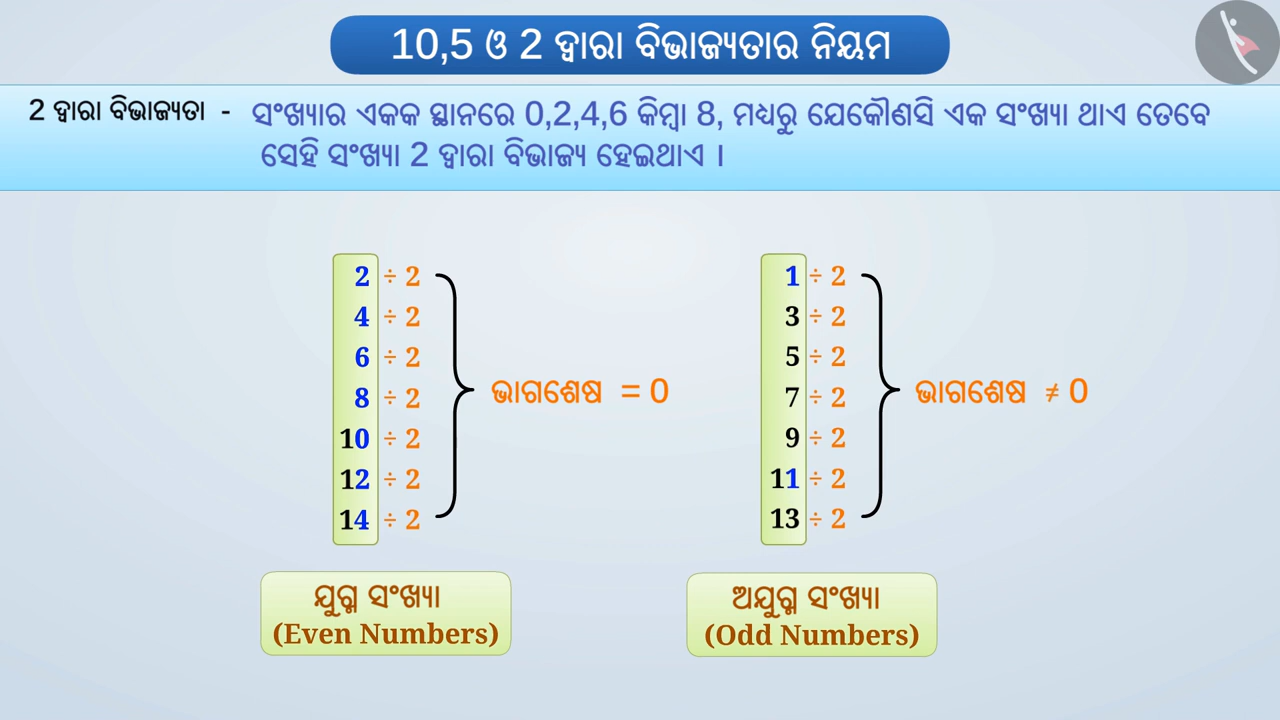 10,5 ଓ 2 ଦ୍ୱାରା ବିଭାଜ୍ୟତାର ନିୟମ
2 ଦ୍ୱାରା ବିଭାଜ୍ୟତା - ସଂଖ୍ୟାର ଏକକ ସ୍ଥାନରେ 0,2,4,6 କିମ୍ବା 8, ମଧ୍ୟରୁ ଯେକୌଣସି ଏକ ସଂଖ୍ୟା ଥାଏ ତେବେ
ସେହି ସଂଖ୍ୟା 2 ଦ୍ୱାରା ବିଭାଜ୍ୟ ହେଇଥାଏ ।
2 ÷ 2
4 ÷ 2
6 ÷ 2
8 ÷ 2
10 ÷ 2
12 ÷ 2
14 ÷ 2
ଭାଗଶେଷ = 0
ଯୁଗ୍ମ ସଂଖ୍ୟା
(Even Numbers)
1 ÷ 2
3 ÷ 2
5 ÷ 2
7 ÷ 2
9 ÷ 2
11 ÷ 2
13 ÷ 2
ଭାଗଶେଷ ≠ 0
ଅଯୁଗ୍ମ ସଂଖ୍ୟା
(Odd Numbers)